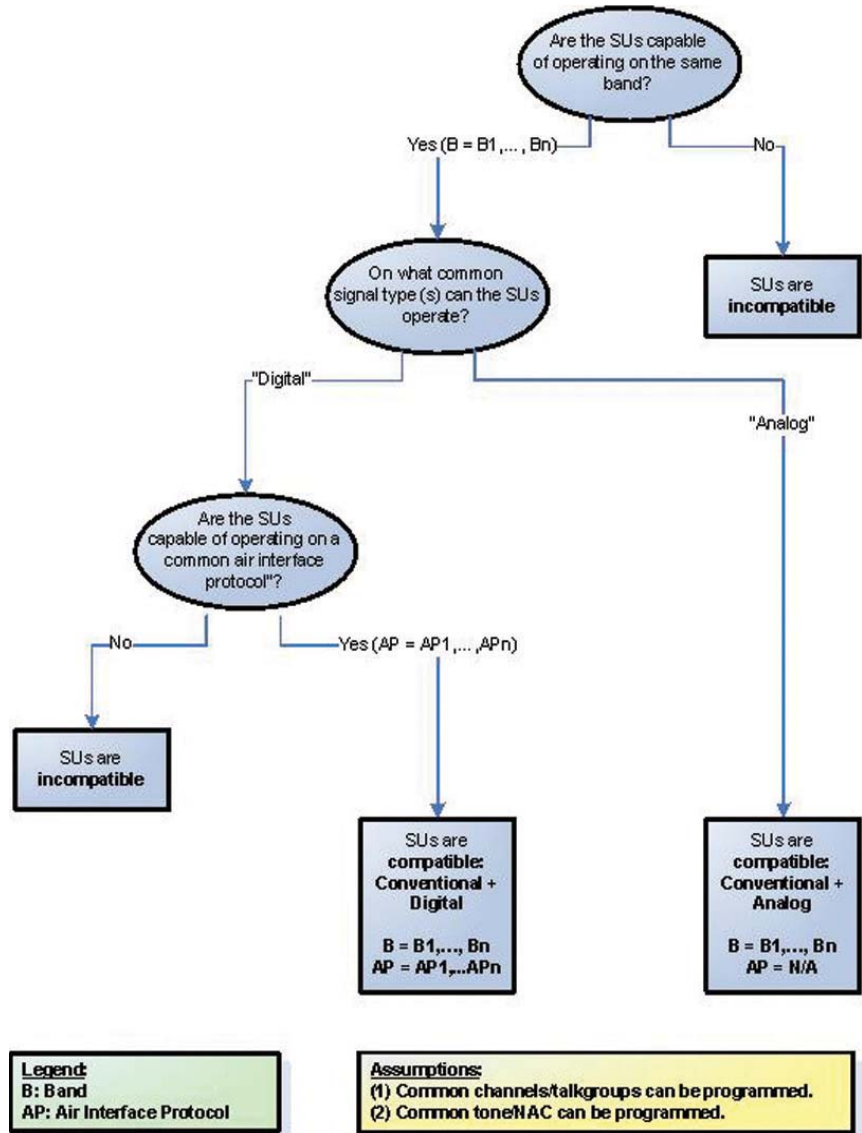 Are the SUs capable
of operating on the same
band?
Yes (B = B1,..., Bn)
No
On what common
signal type (s) can the SUs
operate?
SUs are
incompatible
"Digital"
"Analog"
Are the SUs
capable of operating on a
common air interface
protocol"?
No
Yes (AP = AP1,...,APn)
SUs are
incompatible
SUs are
compatible:
Conventional +
Digital
B = B1,..., Bn
AP = AP1,...APn
SUs are
compatible:
Conventional +
Analog
B = B1,..., Bn
AP = N/A
Legend:
B: Band
AP: Air Interface Protocol
Assumptions:
(1) Common channels/talkgroups can be programmed.
(2) Common tone/NAC can be programmed.